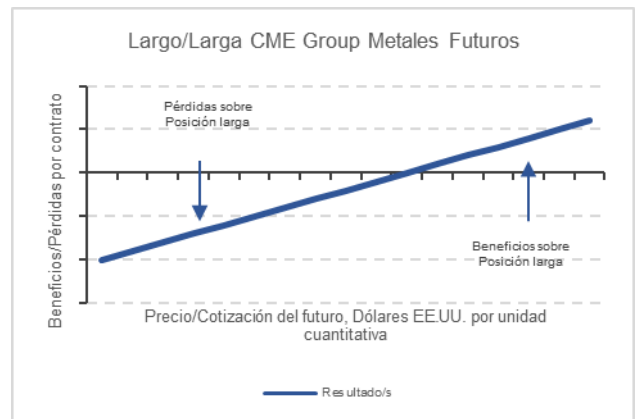 Largo/Larga CME Group Metales Futuros
Beneficios/Pérdidas por contrato
Pérdidas sobre
Posición larga
Beneficios sobre
Posición larga
Precio/Cotización del futuro, Dólares EE.UU. por unidad
cuantitativa
Resultado/s